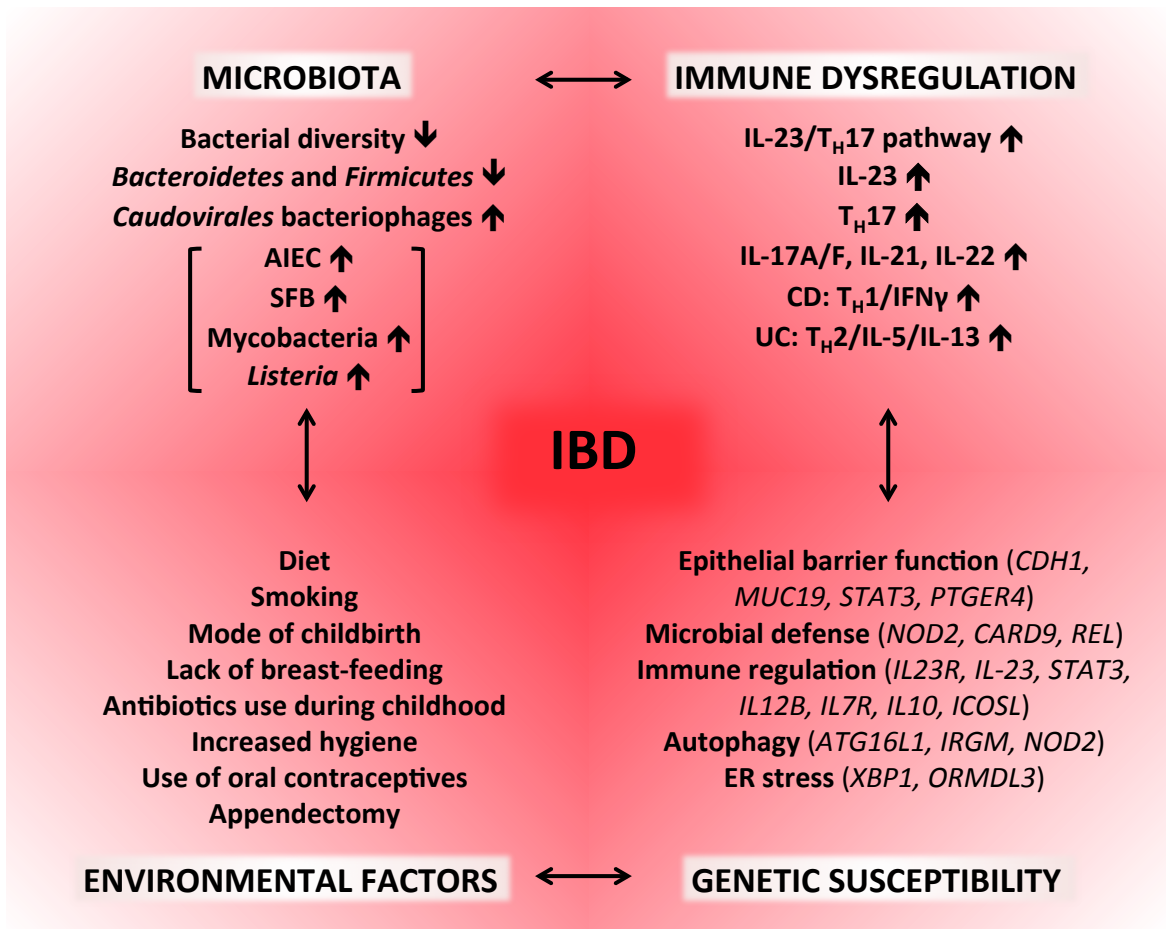 MICROBIOTA
Bacterial diversity ↓
Bacteroidetes and Firmicutes ↓
Caudovirales bacteriophages ↑
AIEC ↑
SFB ↑
Mycobacteria ↑
Listeria ↑
IMMUNE DYSREGULATION
IL-23/TH17 pathway ↑
IL-23 ↑
TH17 ↑
IL-17A/F, IL-21, IL-22 ↑
CD: TH1/IFNγ ↑
UC: TH2/IL-5/IL-13 ↑
IBD
Diet
Smoking
Mode of childbirth
Lack of breast-feeding
Antibiotics use during childhood
Increased hygiene
Use of oral contraceptives
Appendectomy
ENVIRONMENTAL FACTORS
Epithelial barrier function (CDH1,
MUC19, STAT3, PTGER4)
Microbial defense (NOD2, CARD9, REL)
Immune regulation (IL23R, IL-23, STAT3,
IL12B, IL7R, IL10, ICOSL)
Autophagy (ATG16L1, IRGM, NOD2)
ER stress (XBP1, ORMDL3)
GENETIC SUSCEPTIBILITY